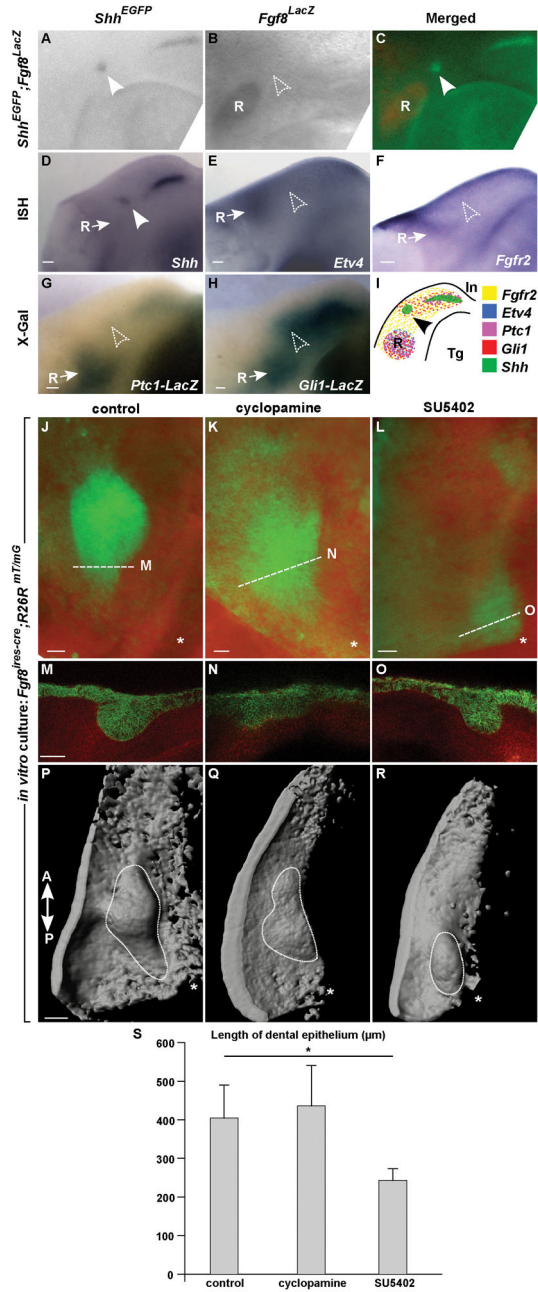 Shh^EGFP Fgf8^LacZ Merged
Shh^EGFP;Fgf8^LacZ
A B C
R R
ISH
D E F
R R R
Shh Etv4 Fgfr2
X-Gal
G H I
R R
Ptc1-LacZ Gli1-LacZ
In
R
Tg
Fgfr2
Etv4
Ptc1
Gli1
Shh
control cyclopamine SU5402
in vitro culture: Fgf8^ires-cre;R26R^mT/mG
J K L
M N O
* * *
M N O
P Q R
A
P
* * *
S Length of dental epithelium (µm)
*
600
500
400
300
200
100
0
control cyclopamine SU5402